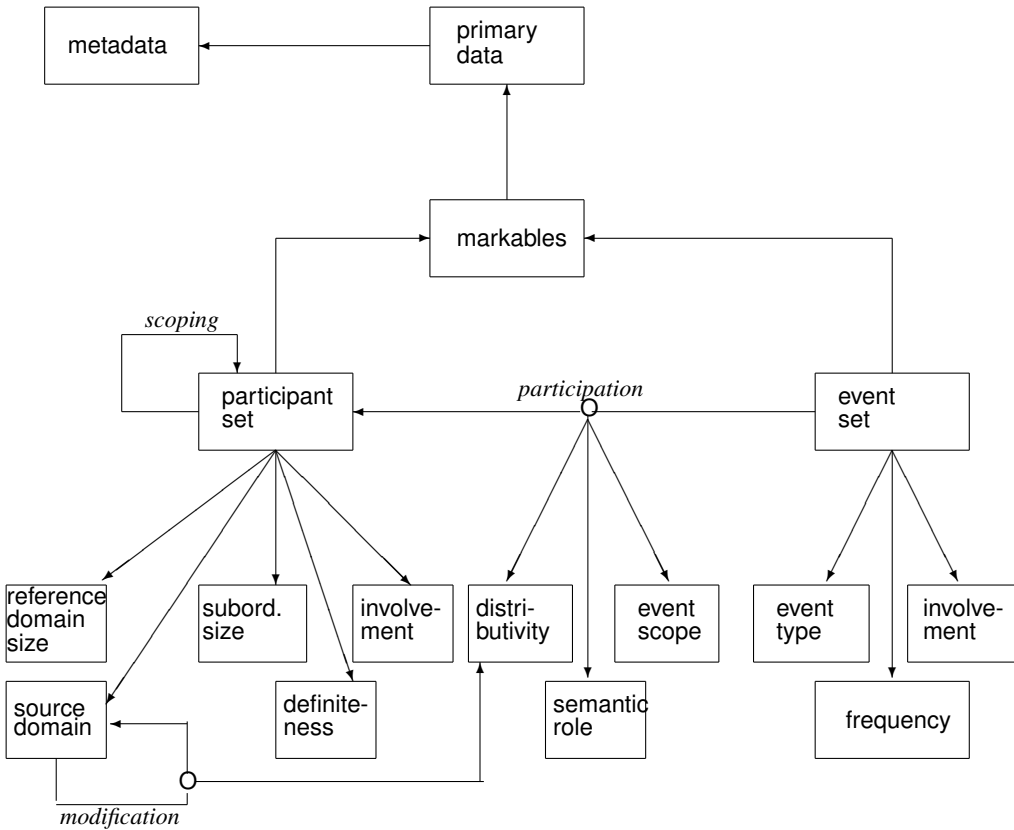 metadata
primary
data
markables
scoping
participant
set
participation
O
event
set
reference
domain
size
subord.
size
involve-
ment
distri-
butivity
event
scope
event
type
involve-
ment
source
domain
definite-
ness
semantic
role
frequency
O
modification